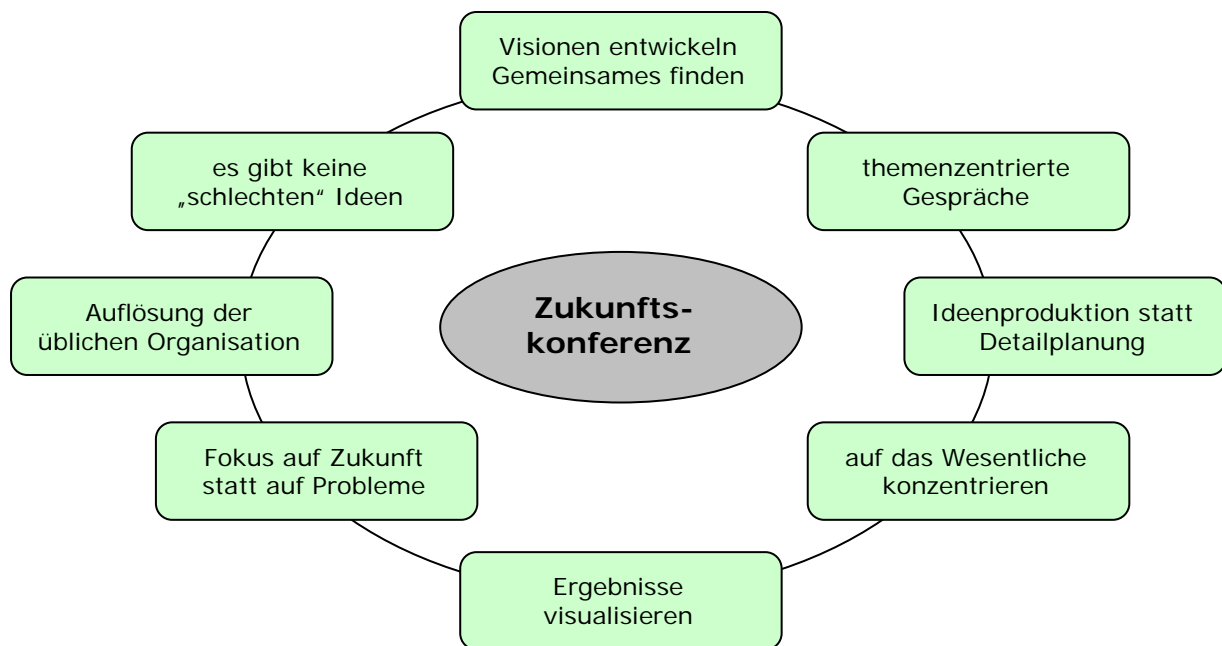 Visionen entwickeln
Gemeinsames finden
es gibt keine
„schlechten“ Ideen
themenzentrierte
Gespräche
Auflösung der
üblichen Organisation
Zukunfts-
konferenz
Ideenproduktion statt
Detailplanung
Fokus auf Zukunft
statt auf Probleme
auf das Wesentliche
konzentrieren
Ergebnisse
visualisieren